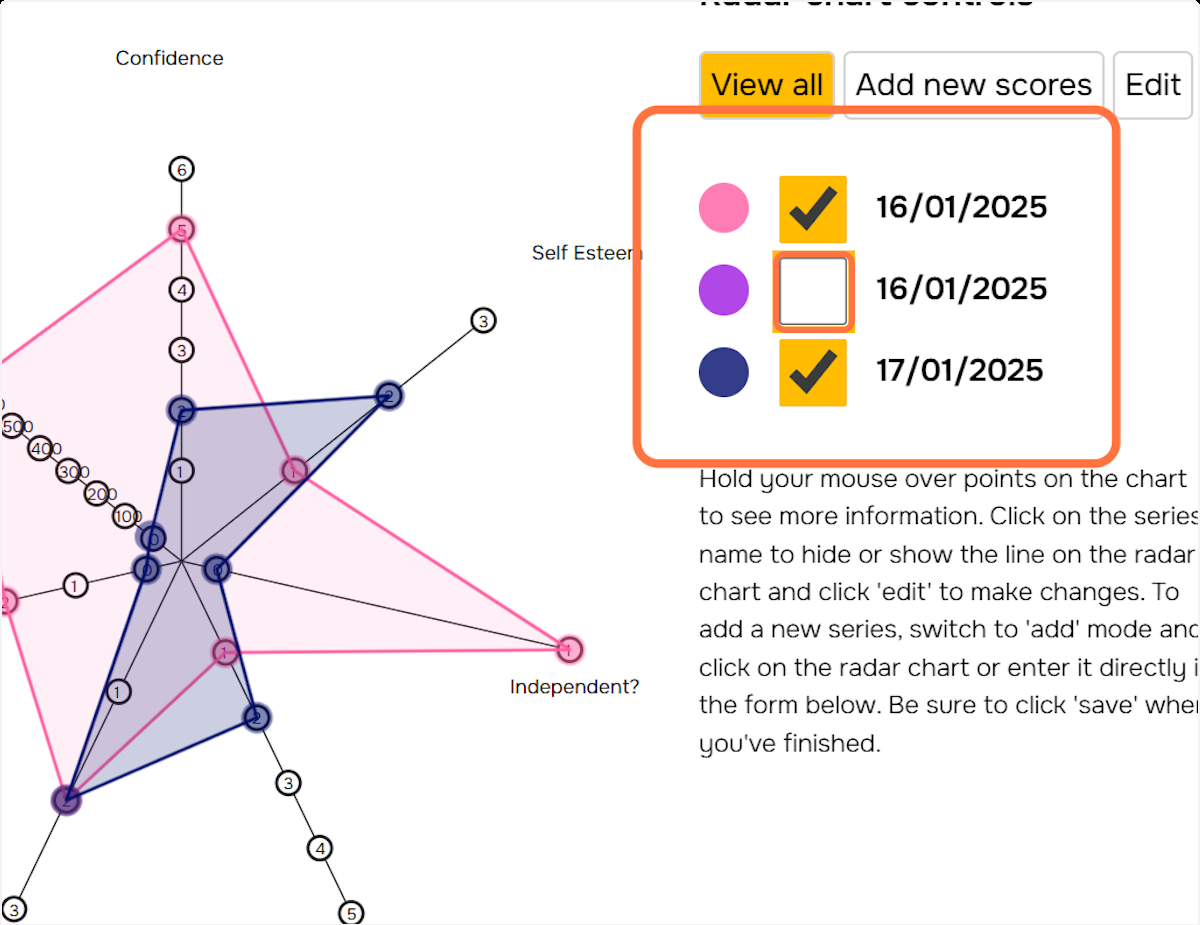 Radar chart controls
Confidence
View all
Add new scores
Edit
6
5
4
3
2
1
Self Esteem
3
2
1
16/01/2025
16/01/2025
17/01/2025
500
400
300
200
100
0
0
1
2
0
1
Independent?
1
2
3
4
5
1
2
3
Hold your mouse over points on the chart
to see more information. Click on the series
name to hide or show the line on the radar
chart and click 'edit' to make changes. To
add a new series, switch to 'add' mode and
click on the radar chart or enter it directly i
the form below. Be sure to click 'save' when
you've finished.